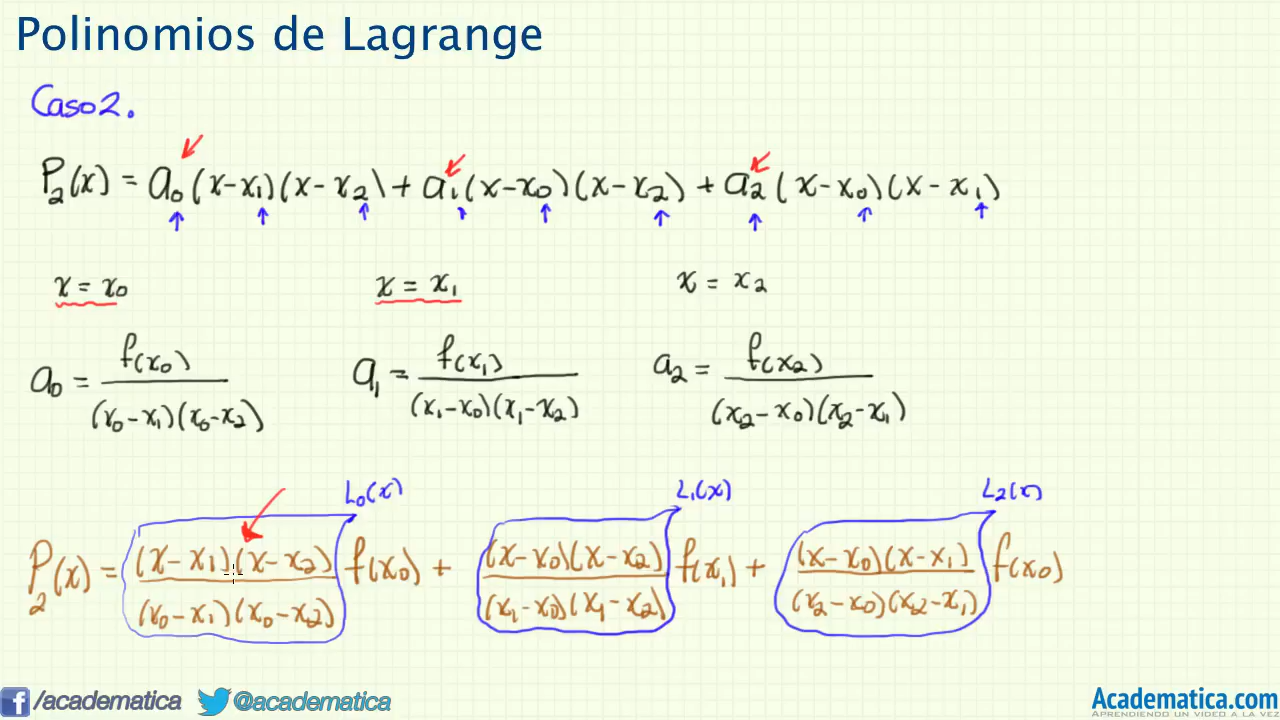 Polinomios de Lagrange
Caso 2.
P₂(x) = a₀(x-x₁)(x-x₂) + a₁(x-x₀)(x-x₂) + a₂(x-x₀)(x-x₁)
x = x₀ x = x₁ x = x₂
a₀ = f(x₀) / (x₀-x₁)(x₀-x₂) a₁ = f(x₁) / (x₁-x₀)(x₁-x₂) a₂ = f(x₂) / (x₂-x₀)(x₂-x₁)
L₀(x) L₁(x) L₂(x)
P₂(x) = (x-x₁)(x-x₂) / (x₀-x₁)(x₀-x₂) f(x₀) + (x-x₀)(x-x₂) / (x₁-x₀)(x₁-x₂) f(x₁) + (x-x₀)(x-x₁) / (x₂-x₀)(x₂-x₁) f(x₀)
f /academatica @academatica Academatica.com
APRENDIENDO UN VIDEO A LA VEZ